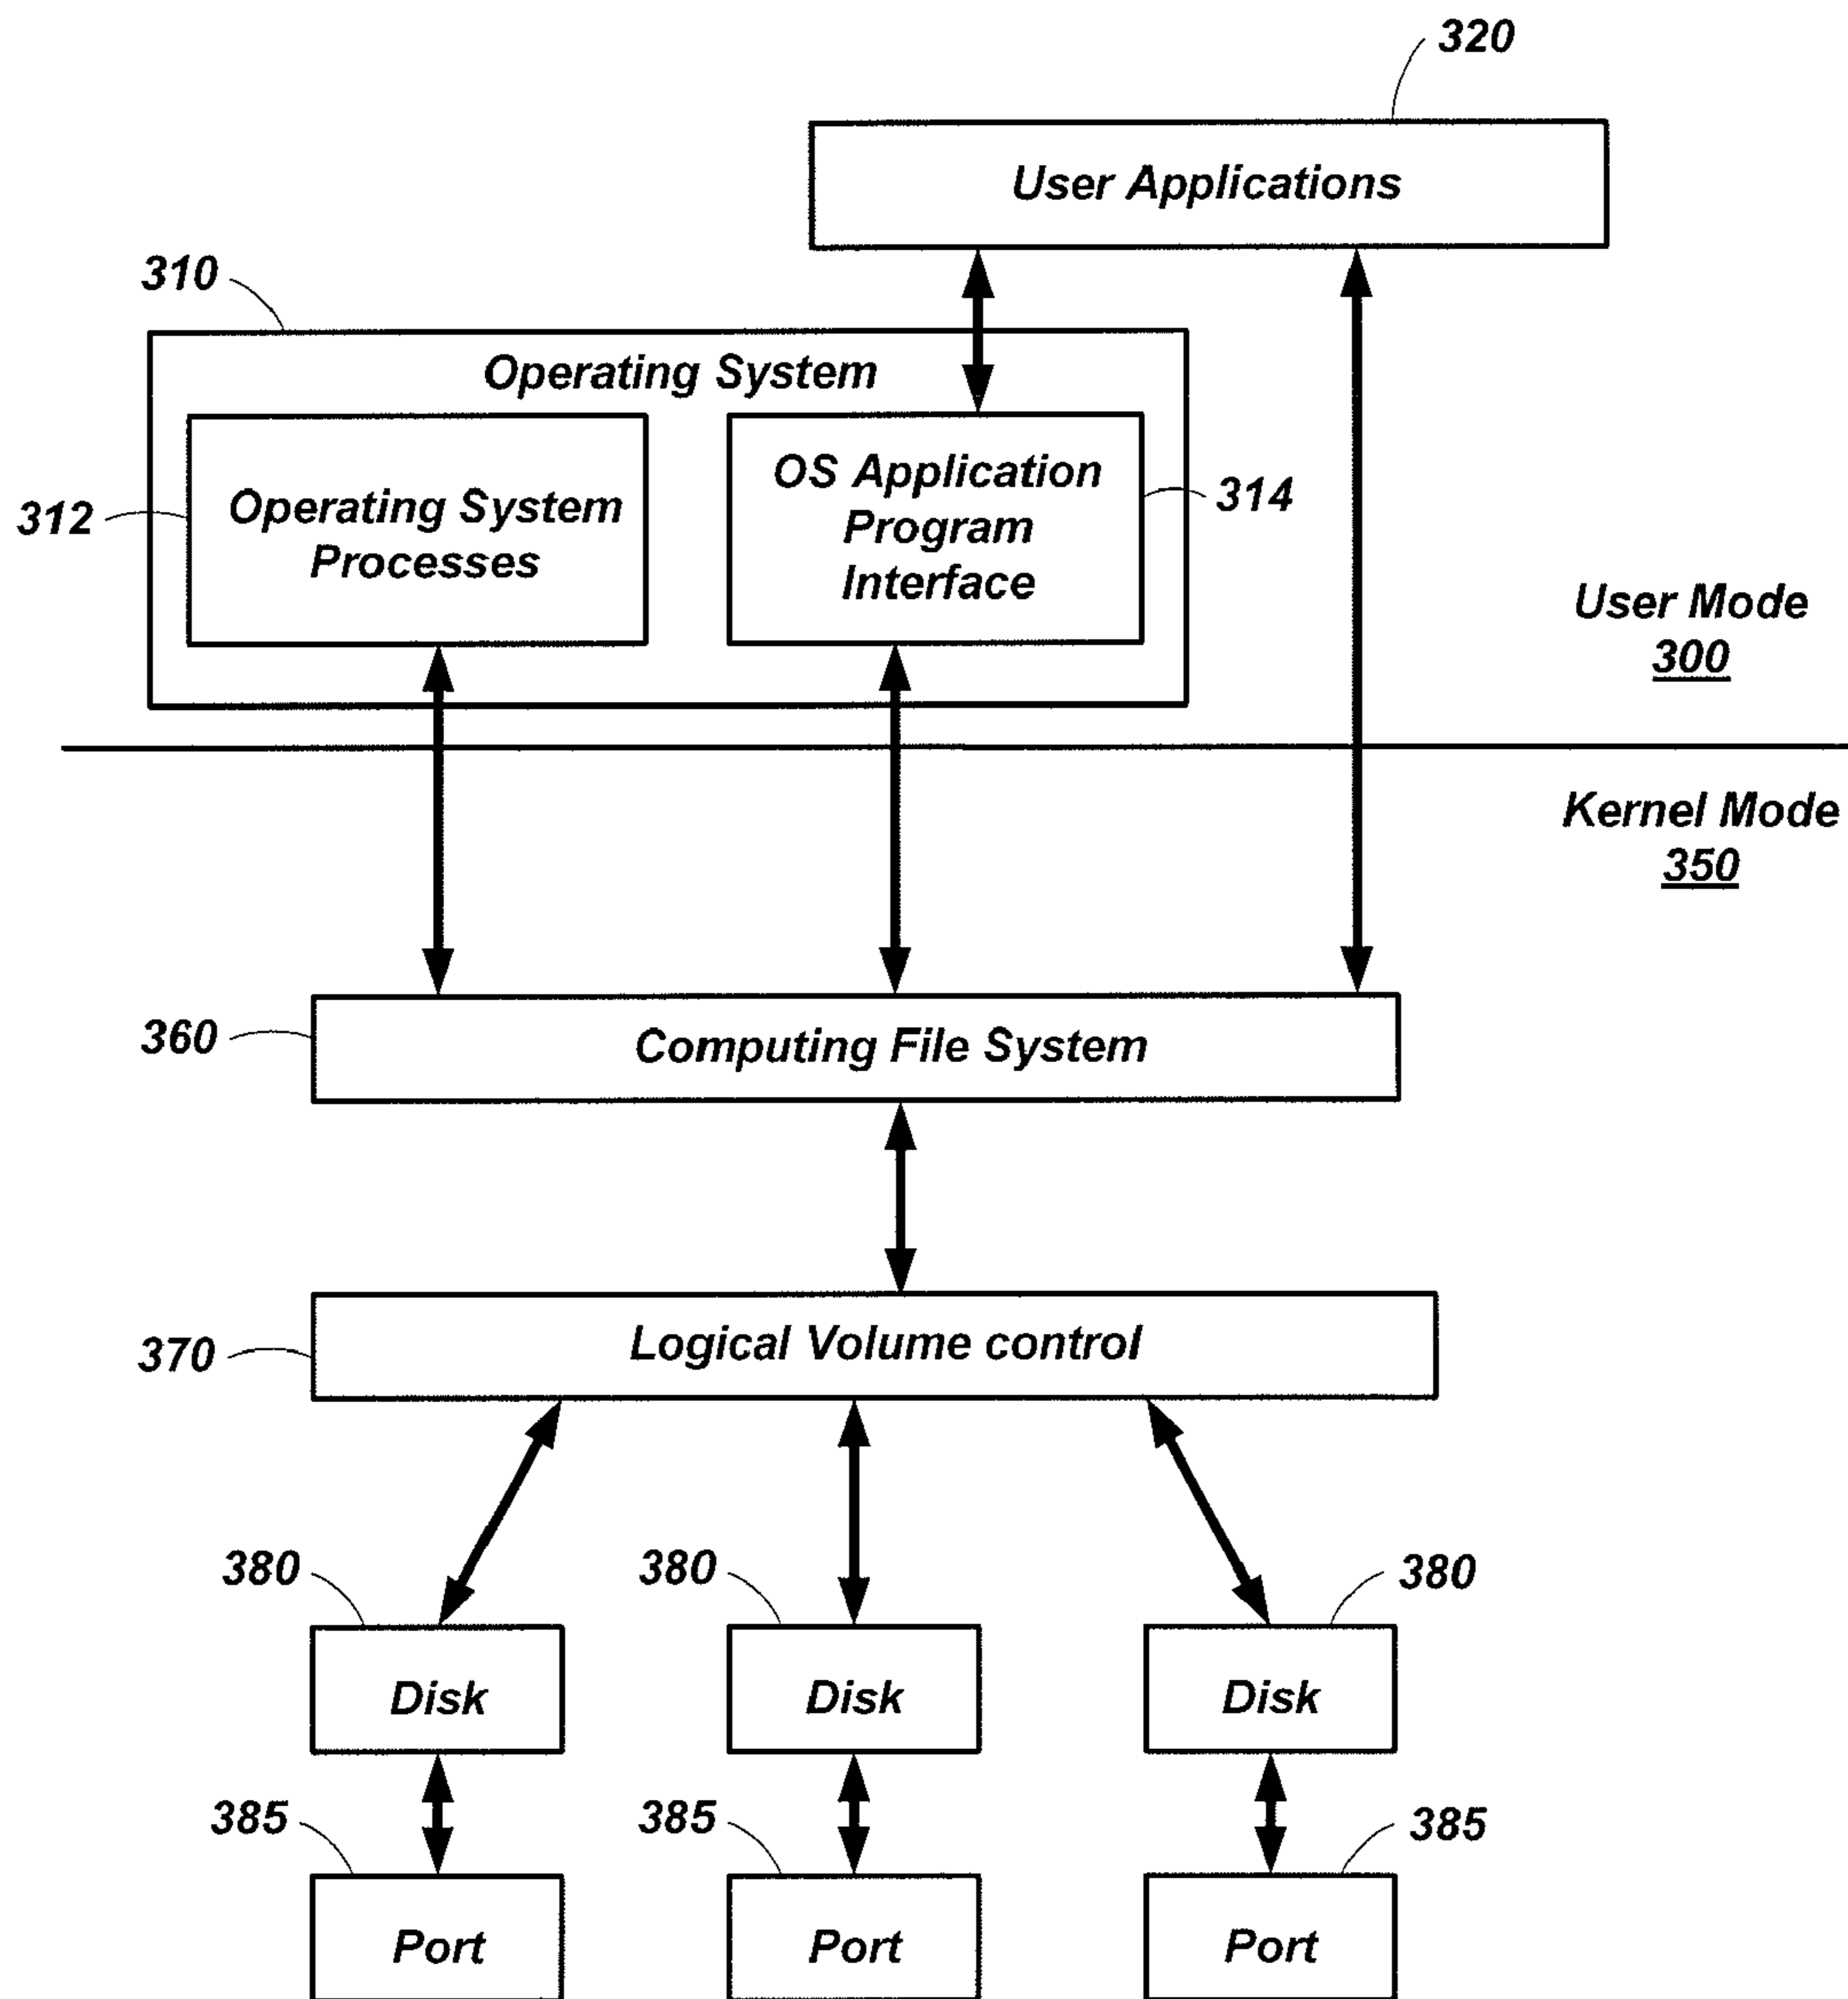 320
User Applications
310
Operating System
312
Operating System
Processes
OS Application
Program
Interface
314
User Mode
300
Kernel Mode
350
360
Computing File System
370
Logical Volume control
380
380
380
Disk
Disk
Disk
385
385
385
Port
Port
Port